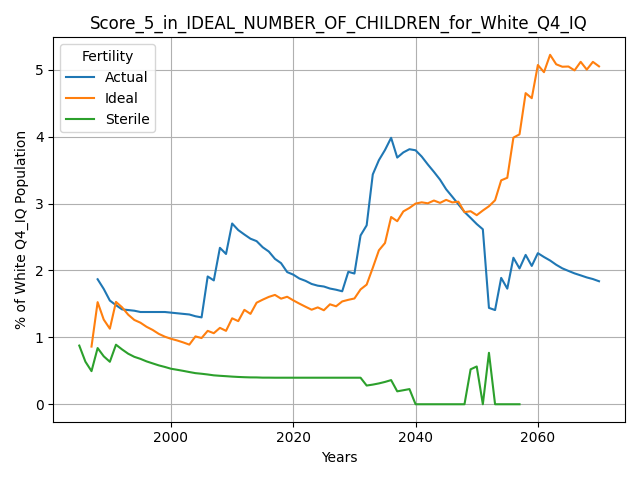 Score_5_in_IDEAL_NUMBER_OF_CHILDREN_for_White_Q4_IQ
Fertility
Actual
Ideal
Sterile
% of White Q4_IQ Population
5
4
3
2
1
0
2000
2020
2040
2060
Years